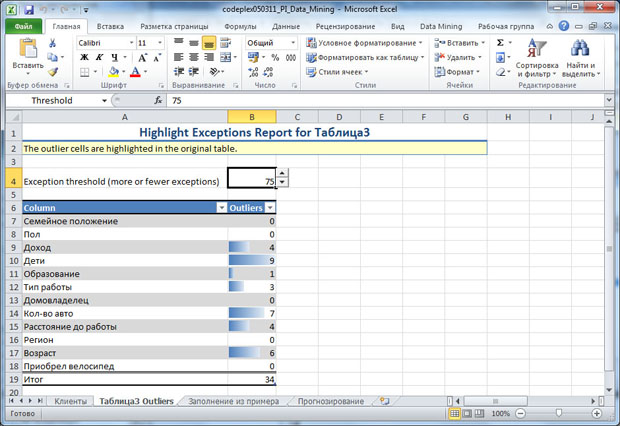 codeplex050311_PI_Data_Mining - Microsoft Excel
Файл Главная Вставка Разметка страницы Формулы Данные Рецензирование Вид Data Mining Рабочая группа
Вставить
Calibri 11
Ж К Ч
Общий
% 000
Условное форматирование
Форматировать как таблицу
Стили ячеек
Вставить
Удалить
Формат
Σ
Сортировка и фильтр
Найти и выделить
Буфер обмена Шрифт Выравнивание Число Стили Ячейки Редактирование
Threshold fx 75
A B C D E F G H I J
1 Highlight Exceptions Report for Таблица3
2 The outlier cells are highlighted in the original table.
3
4 Exception threshold (more or fewer exceptions) 75
5
6 Column Outliers
7 Семейное положение 0
8 Пол 0
9 Доход 4
10 Дети 9
11 Образование 1
12 Тип работы 3
13 Домовладелец 0
14 Кол-во авто 7
15 Расстояние до работы 4
16 Регион 0
17 Возраст 6
18 Приобрел велосипед 0
19 Итог 34
20
Клиенты Таблица3 Outliers Заполнение из примера Прогнозирование
Готово 100%